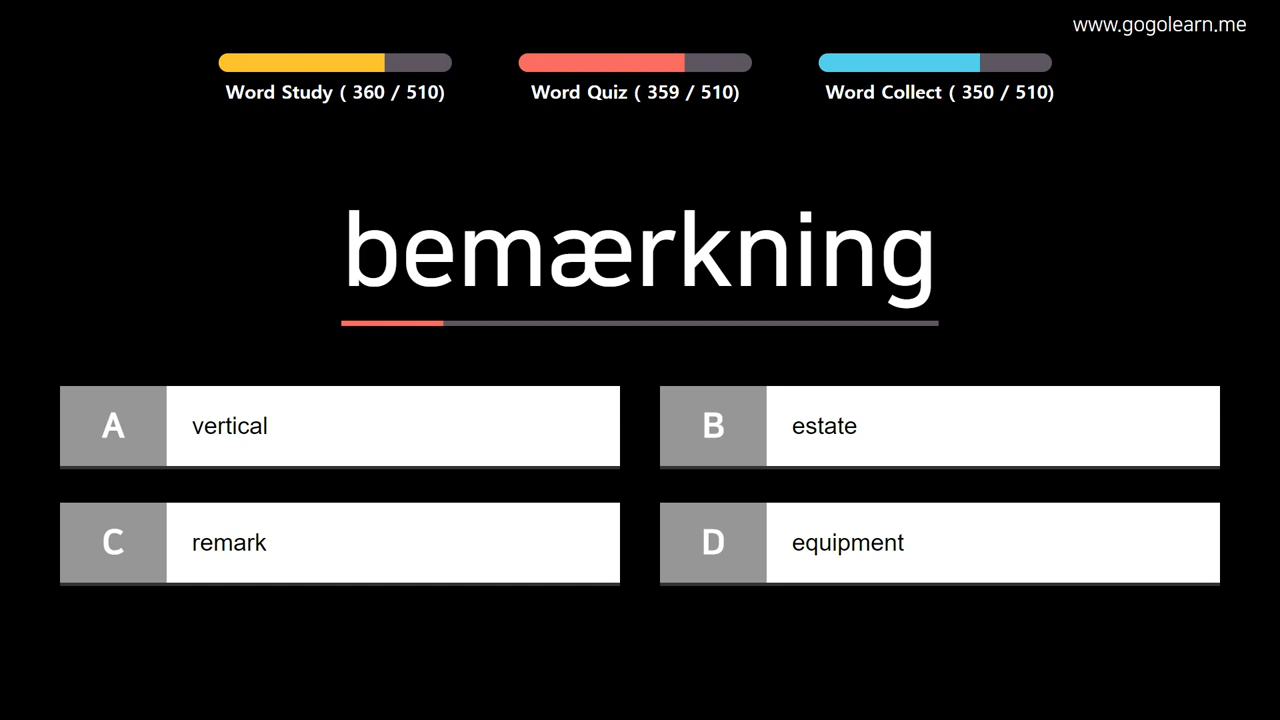 www.gogolearn.me
Word Study ( 360 / 510)
Word Quiz ( 359 / 510)
Word Collect ( 350 / 510)
bemærkning
A vertical
B estate
C remark
D equipment